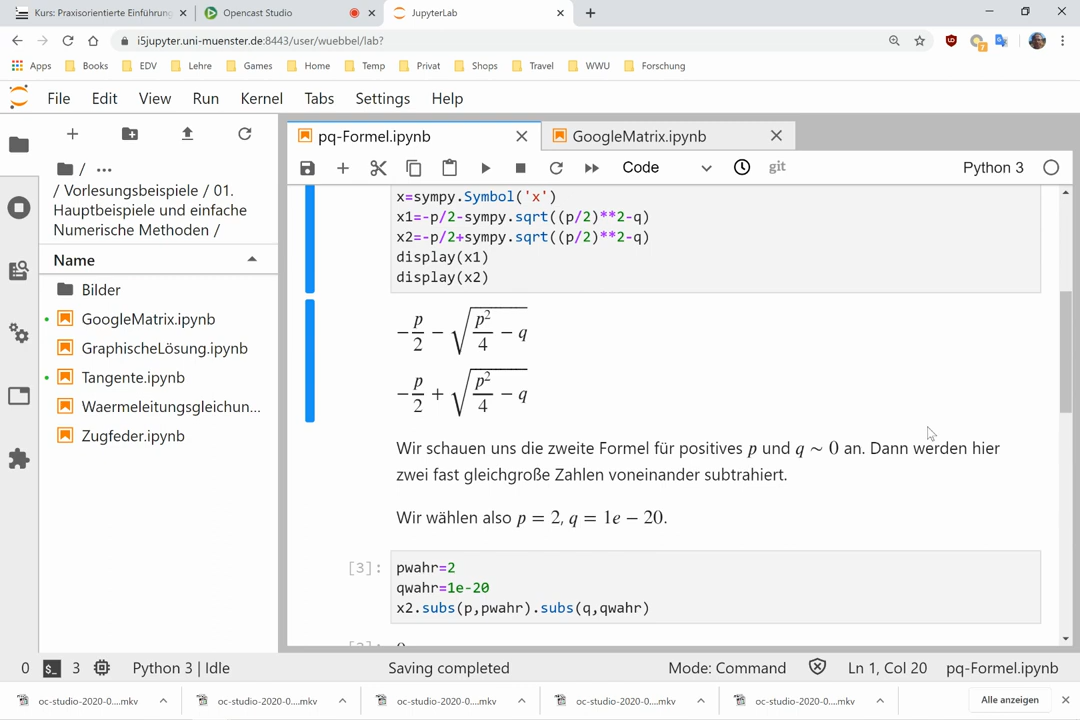 Kurs: Praxisorientierte Einführung
Opencast Studio
JupyterLab
i5jupyter.uni-muenster.de:8443/user/wuebbel/lab?
Apps Books EDV Lehre Games Home Temp Privat Shops Travel WWU Forschung
File Edit View Run Kernel Tabs Settings Help
pq-Formel.ipynb
GoogleMatrix.ipynb
Code
git
Python 3
/ ...
/ Vorlesungsbeispiele / 01.
Hauptbeispiele und einfache
Numerische Methoden /
Name
Bilder
GoogleMatrix.ipynb
GraphischeLösung.ipynb
Tangente.ipynb
Waermeleitungsgleichun...
Zugfeder.ipynb
x=sympy.Symbol('x')
x1=-p/2-sympy.sqrt((p/2)**2-q)
x2=-p/2+sympy.sqrt((p/2)**2-q)
display(x1)
display(x2)
−p/2 − √(p²/4 − q)
−p/2 + √(p²/4 − q)
Wir schauen uns die zweite Formel für positives p und q ∼ 0 an. Dann werden hier
zwei fast gleichgroße Zahlen voneinander subtrahiert.
Wir wählen also p = 2, q = 1e − 20.
[3]:
pwahr=2
qwahr=1e-20
x2.subs(p,pwahr).subs(q,qwahr)
0 3 Python 3 | Idle Saving completed Mode: Command Ln 1, Col 20 pq-Formel.ipynb
oc-studio-2020-0....mkv oc-studio-2020-0....mkv oc-studio-2020-0....mkv oc-studio-2020-0....mkv oc-studio-2020-0....mkv Alle anzeigen